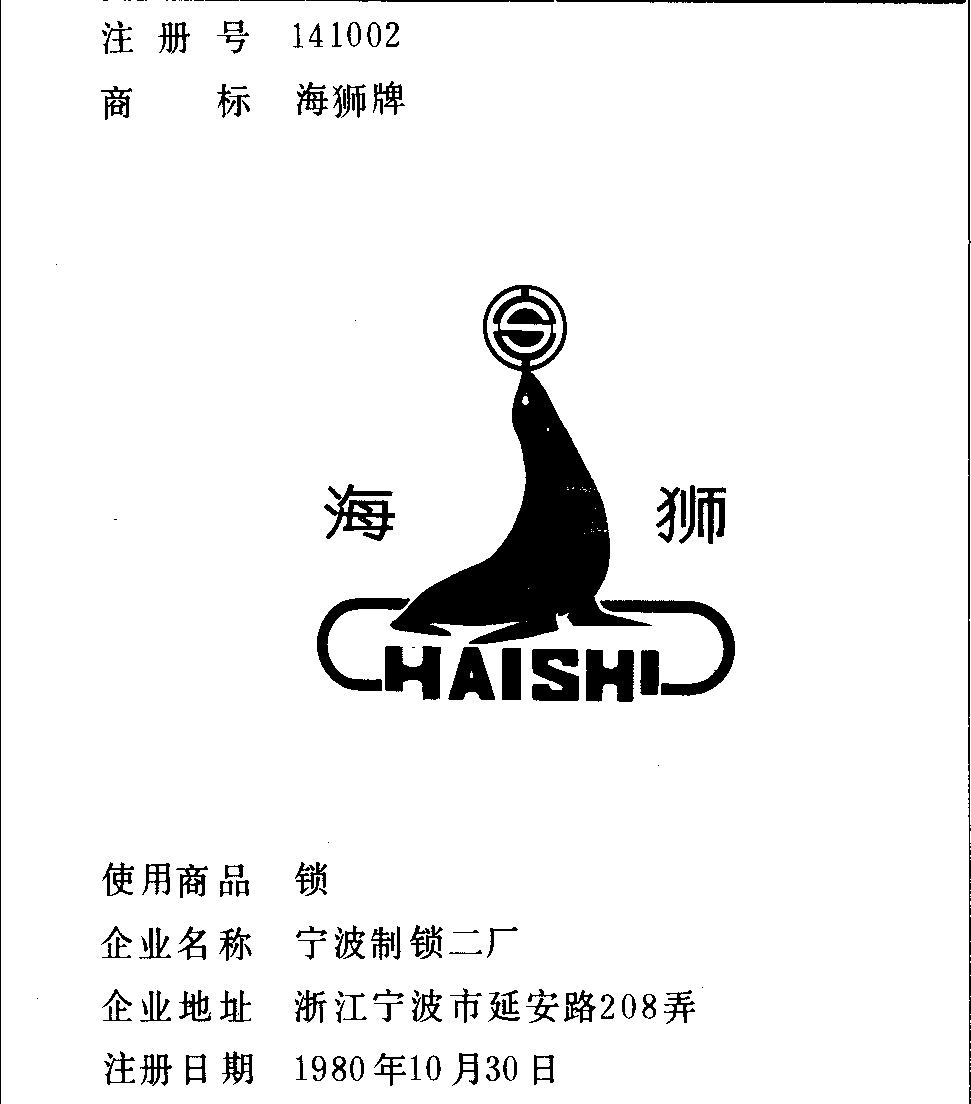 注册号 141002
商标 海狮牌
海 狮
HAISHI
使用商品 锁
企业名称 宁波制锁二厂
企业地址 浙江宁波市延安路208弄
注册日期 1980年10月30日